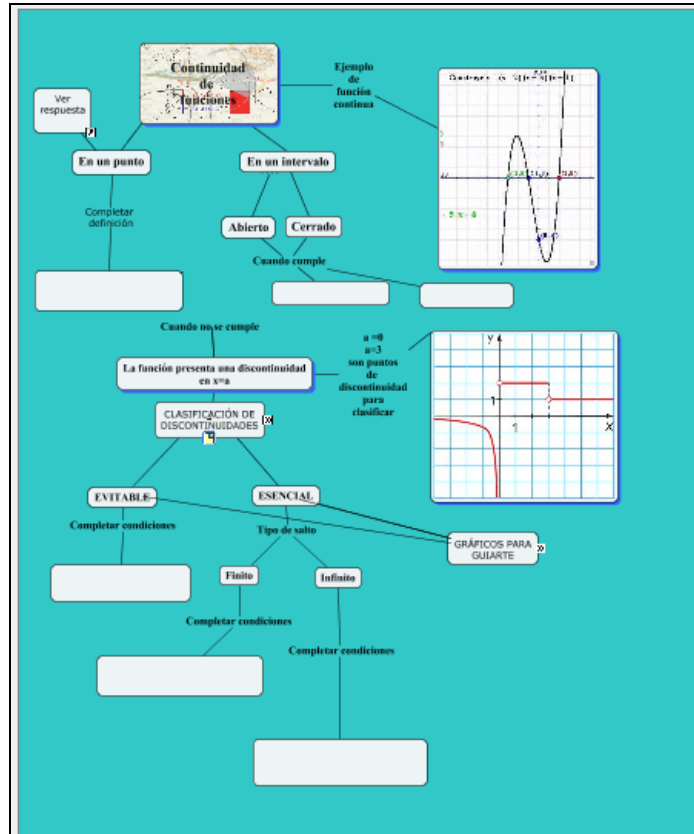 Continuidad
de
funciones
Ejemplo
de
función
continua
Ver
respuesta
En un punto
En un intervalo
Completar
definición
Abierto
Cerrado
Cuando cumple
- 5 x - 6
Cuando no se cumple
La función presenta una discontinuidad
en x=a
a =0
a=3
son puntos
de
discontinuidad
para
clasificar
y
1
1
X
CLASIFICACIÓN DE
DISCONTINUIDADES
EVITABLE
ESENCIAL
Completar condiciones
Tipo de salto
GRÁFICOS PARA
GUIARTE
Finito
Infinito
Completar condiciones
Completar condiciones